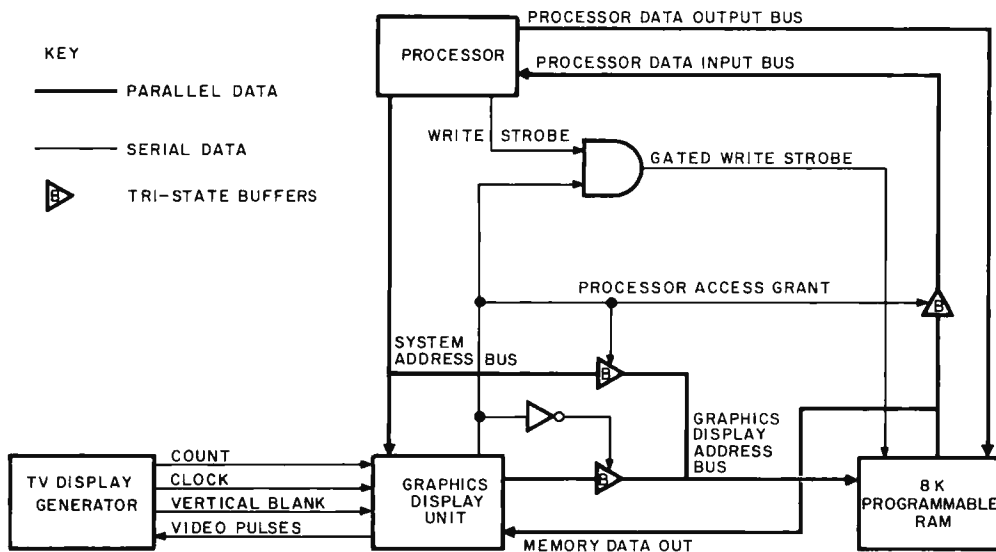 PROCESSOR DATA OUTPUT BUS
KEY
PROCESSOR
PROCESSOR DATA INPUT BUS
PARALLEL DATA
WRITE STROBE
SERIAL DATA
GATED WRITE STROBE
B
TRI-STATE BUFFERS
PROCESSOR ACCESS GRANT
B
SYSTEM
ADDRESS BUS
B
GRAPHICS
DISPLAY
ADDRESS
BUS
COUNT
TV DISPLAY
GENERATOR
CLOCK
VERTICAL BLANK
VIDEO PULSES
GRAPHICS
DISPLAY
UNIT
B
8K
PROGRAMMABLE
RAM
MEMORY DATA OUT